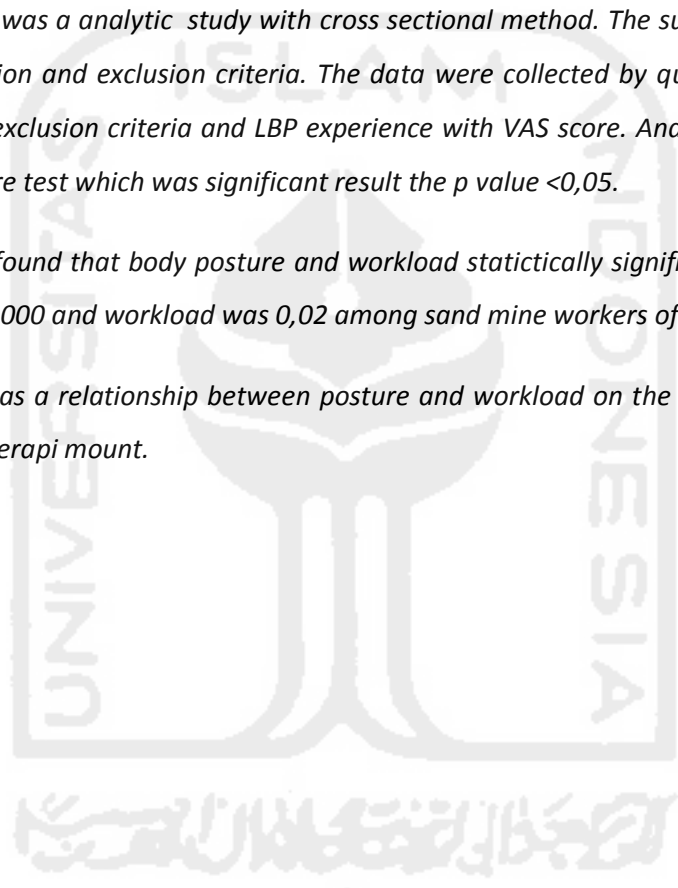 was a analytic study with cross sectional method. The su
ion and exclusion criteria. The data were collected by qu
exclusion criteria and LBP experience with VAS score. And
re test which was significant result the p value <0,05.
found that body posture and workload statictically signifi
000 and workload was 0,02 among sand mine workers of
as a relationship between posture and workload on the
erapi mount.
ISLAM
UNIVERSITAS
INDONESIA